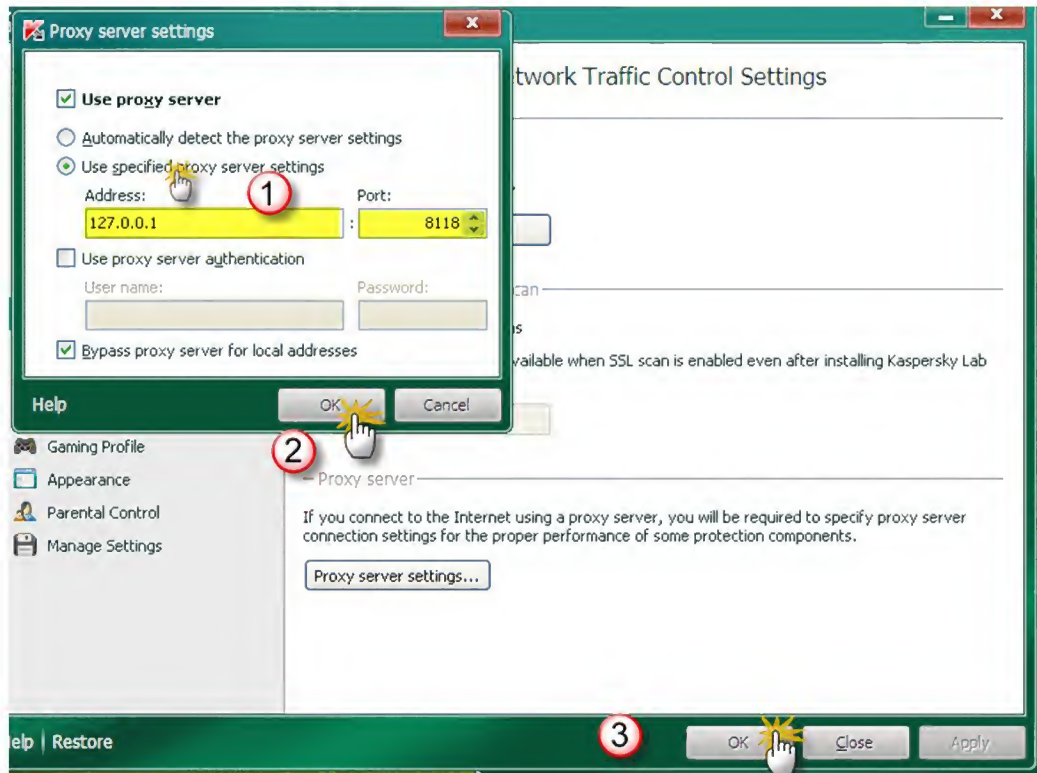 Proxy server settings
Use proxy server
Automatically detect the proxy server settings
Use specified proxy server settings
1
Address: Port:
127.0.0.1 : 8118
Use proxy server authentication
User name: Password:
Bypass proxy server for local addresses
Help OK Cancel
2
twork Traffic Control Settings
can
ns
vailable when SSL scan is enabled even after installing Kaspersky Lab
Gaming Profile
Appearance
Parental Control
Manage Settings
Proxy server
If you connect to the Internet using a proxy server, you will be required to specify proxy server
connection settings for the proper performance of some protection components.
Proxy server settings...
3
elp | Restore OK Close Apply